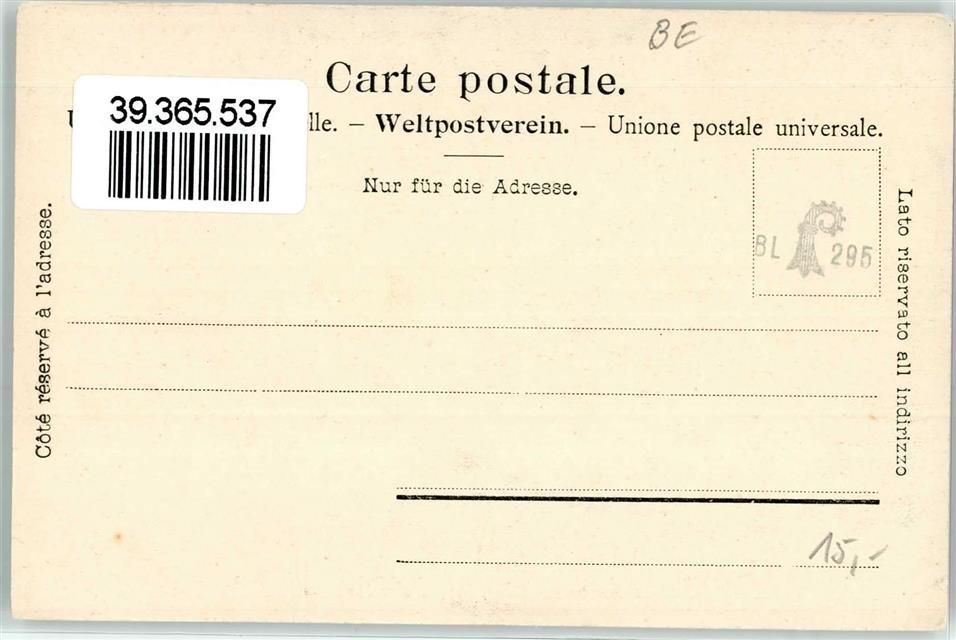 BE
Carte postale.
39.365.537
lle. – Weltpostverein. – Unione postale universale.
Nur für die Adresse.
BL 295
Côté réservé à l'adresse.
Lato riservato all indirizzo
15,-